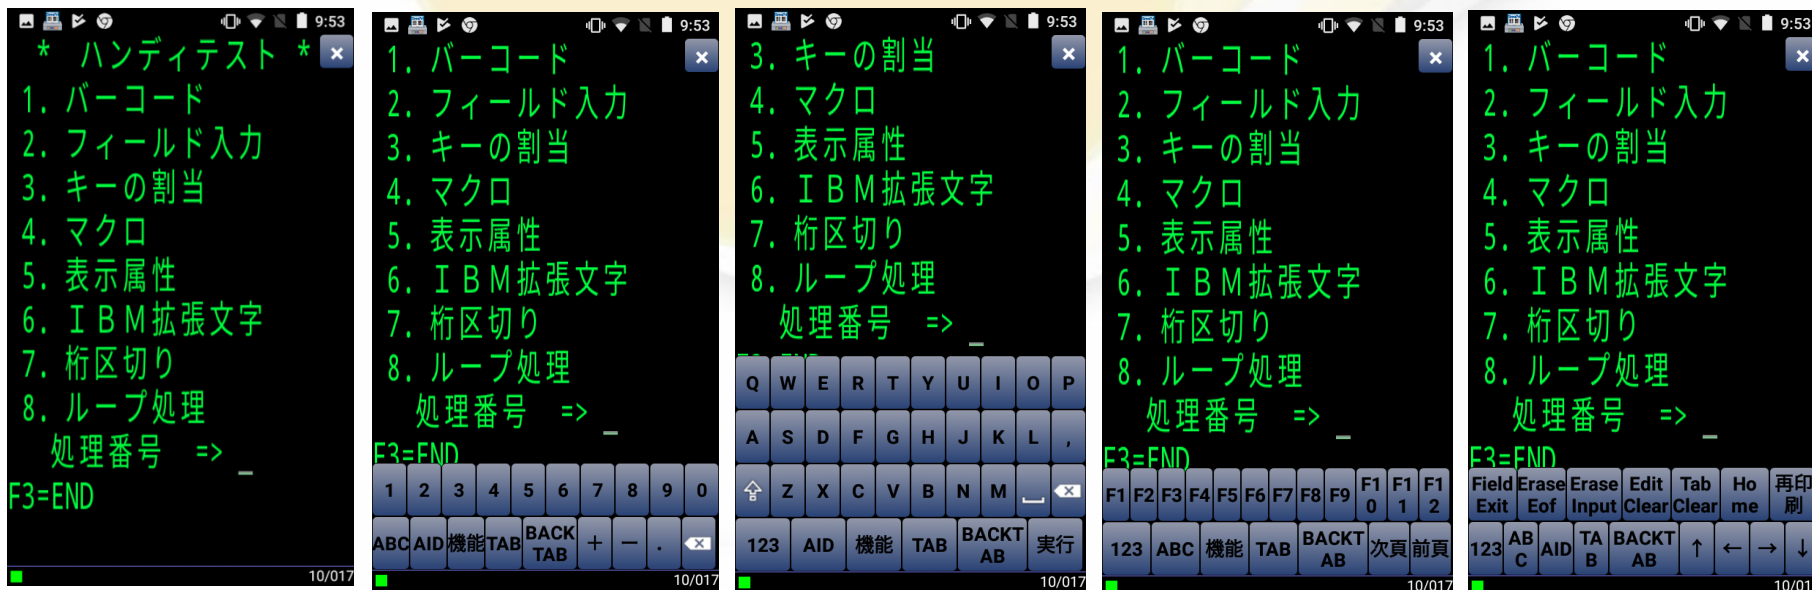 9:53
* ハンディテスト *
1. バーコード
2. フィールド入力
3. キーの割当
4. マクロ
5. 表示属性
6. ＩＢＭ拡張文字
7. 桁区切り
8. ループ処理
処理番号 => _
F3=END
10/017
9:53
1. バーコード
2. フィールド入力
3. キーの割当
4. マクロ
5. 表示属性
6. ＩＢＭ拡張文字
7. 桁区切り
8. ループ処理
処理番号 => _
F3=END
1 2 3 4 5 6 7 8 9 0
ABC AID 機能 TAB BACK TAB ＋ － .
10/017
9:53
3. キーの割当
4. マクロ
5. 表示属性
6. ＩＢＭ拡張文字
7. 桁区切り
8. ループ処理
処理番号 => _
Q W E R T Y U I O P
A S D F G H J K L ,
Z X C V B N M
123 AID 機能 TAB BACKTAB 実行
10/017
9:53
1. バーコード
2. フィールド入力
3. キーの割当
4. マクロ
5. 表示属性
6. ＩＢＭ拡張文字
7. 桁区切り
8. ループ処理
処理番号 => _
F3=END
F1 F2 F3 F4 F5 F6 F7 F8 F9 F10 F11 F12
123 ABC 機能 TAB BACKTAB 次頁 前頁
10/017
9:53
1. バーコード
2. フィールド入力
3. キーの割当
4. マクロ
5. 表示属性
6. ＩＢＭ拡張文字
7. 桁区切り
8. ループ処理
処理番号 => _
F3=END
Field Exit Erase Eof Erase Input Edit Clear Tab Clear Home 再印刷
123 ABC AID TAB BACKTAB ↑ ← → ↓
10/01